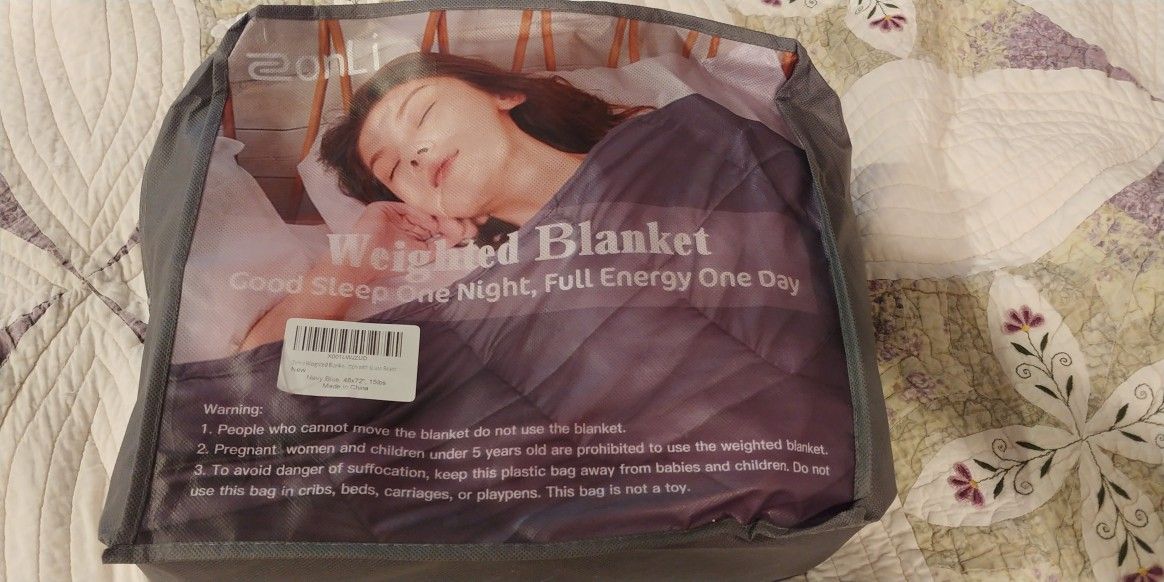 ZonLi
Weighted Blanket
Good Sleep One Night, Full Energy One Day
New
Navy Blue, 48x72", 15lbs
Made in China
Warning:
1. People who cannot move the blanket do not use the blanket.
2. Pregnant women and children under 5 years old are prohibited to use the weighted blanket.
3. To avoid danger of suffocation, keep this plastic bag away from babies and children. Do not
use this bag in cribs, beds, carriages, or playpens. This bag is not a toy.